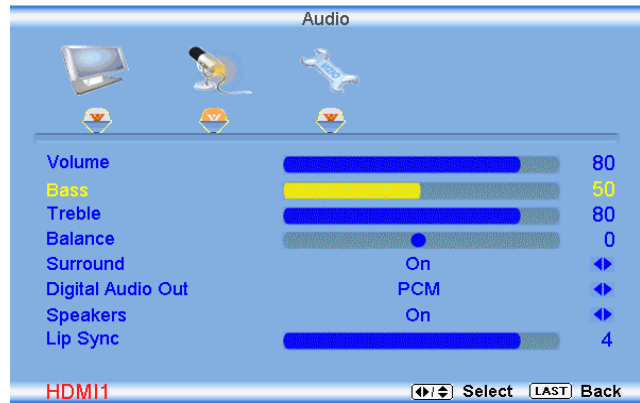 Audio
VIZIO
Volume 80
Bass 50
Treble 80
Balance 0
Surround On
Digital Audio Out PCM
Speakers On
Lip Sync 4
HDMI1 Select LAST Back